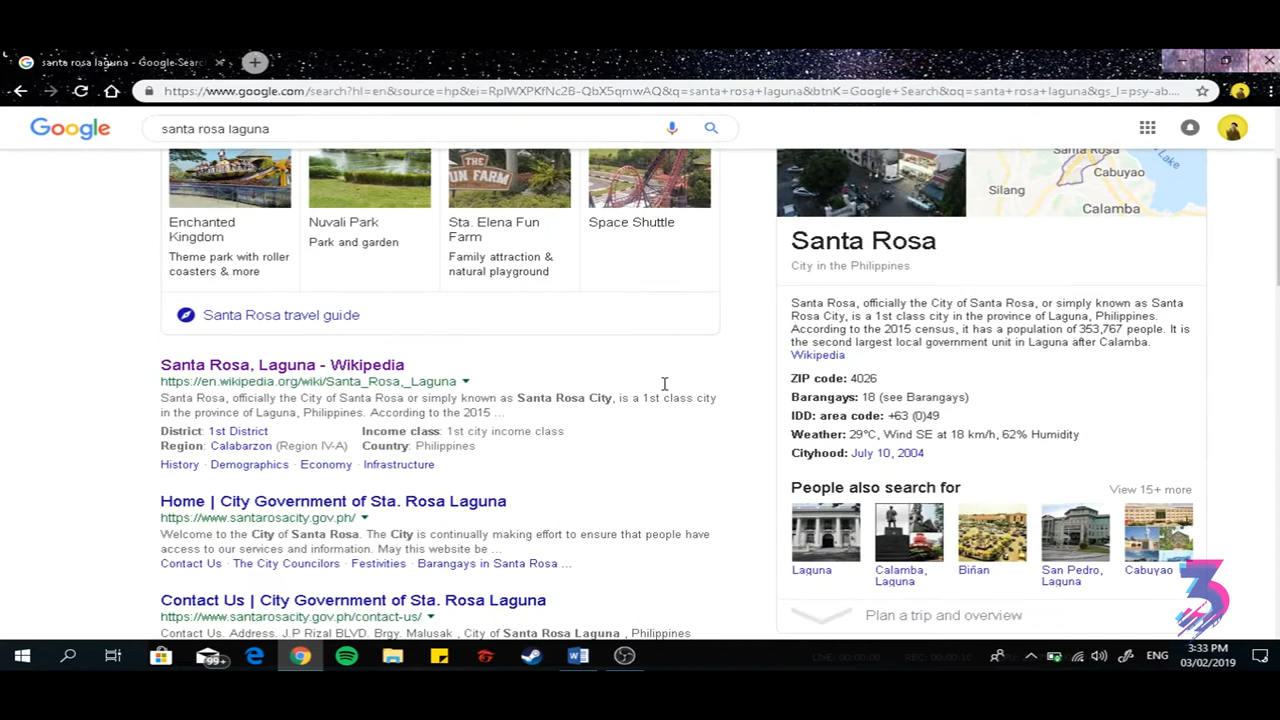 santa rosa laguna - Google Searc
https://www.google.com/search?hl=en&source=hp&ei=RplWXPKfNc2B-QbX5qmwAQ&q=santa+rosa+laguna&btnK=Google+Search&oq=santa+rosa+laguna&gs_l=psy-ab....
Google
santa rosa laguna
THE
UN FARM
Enchanted
Kingdom
Theme park with roller
coasters & more
Nuvali Park
Park and garden
Sta. Elena Fun
Farm
Family attraction &
natural playground
Space Shuttle
Santa Rosa travel guide
Santa Rosa, Laguna - Wikipedia
https://en.wikipedia.org/wiki/Santa_Rosa,_Laguna
Santa Rosa, officially the City of Santa Rosa or simply known as Santa Rosa City, is a 1st class city
in the province of Laguna, Philippines. According to the 2015 ...
District: 1st District Income class: 1st city income class
Region: Calabarzon (Region IV-A) Country: Philippines
History · Demographics · Economy · Infrastructure
Home | City Government of Sta. Rosa Laguna
https://www.santarosacity.gov.ph/
Welcome to the City of Santa Rosa. The City is continually making effort to ensure that people have
access to our services and information. May this website be ...
Contact Us · The City Councilors · Festivities · Barangays in Santa Rosa ...
Contact Us | City Government of Sta. Rosa Laguna
https://www.santarosacity.gov.ph/contact-us/
Contact Us. Address. J.P Rizal BLVD. Brgy. Malusak , City of Santa Rosa Laguna , Philippines
Santa Rosa
Silang
Cabuyao
Calamba
Lake
Santa Rosa
City in the Philippines
Santa Rosa, officially the City of Santa Rosa, or simply known as Santa
Rosa City, is a 1st class city in the province of Laguna, Philippines.
According to the 2015 census, it has a population of 353,767 people. It is
the second largest local government unit in Laguna after Calamba.
Wikipedia
ZIP code: 4026
Barangays: 18 (see Barangays)
IDD: area code: +63 (0)49
Weather: 29°C, Wind SE at 18 km/h, 62% Humidity
Cityhood: July 10, 2004
People also search for
View 15+ more
Laguna
Calamba,
Laguna
Biñan
San Pedro,
Laguna
Cabuyao
Plan a trip and overview
3
99+
LIVE: 00:00:00 REC: 00:00:10
ENG
3:33 PM
03/02/2019